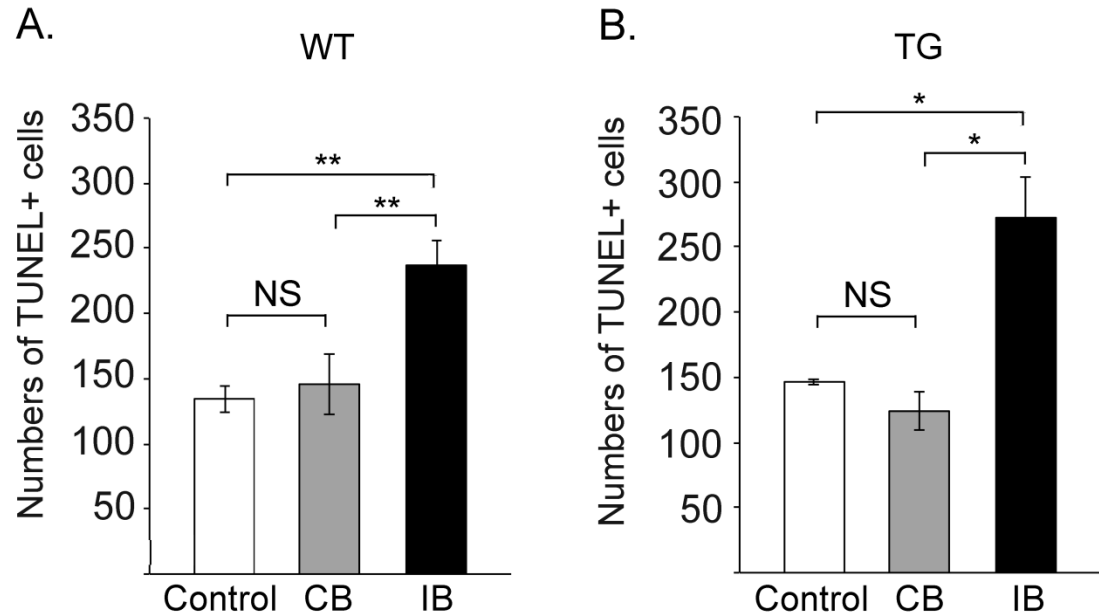 A.
WT
Numbers of TUNEL+ cells
350
300
250
200
150
100
50
**
**
NS
Control CB IB
B.
TG
Numbers of TUNEL+ cells
350
300
250
200
150
100
50
*
*
NS
Control CB IB